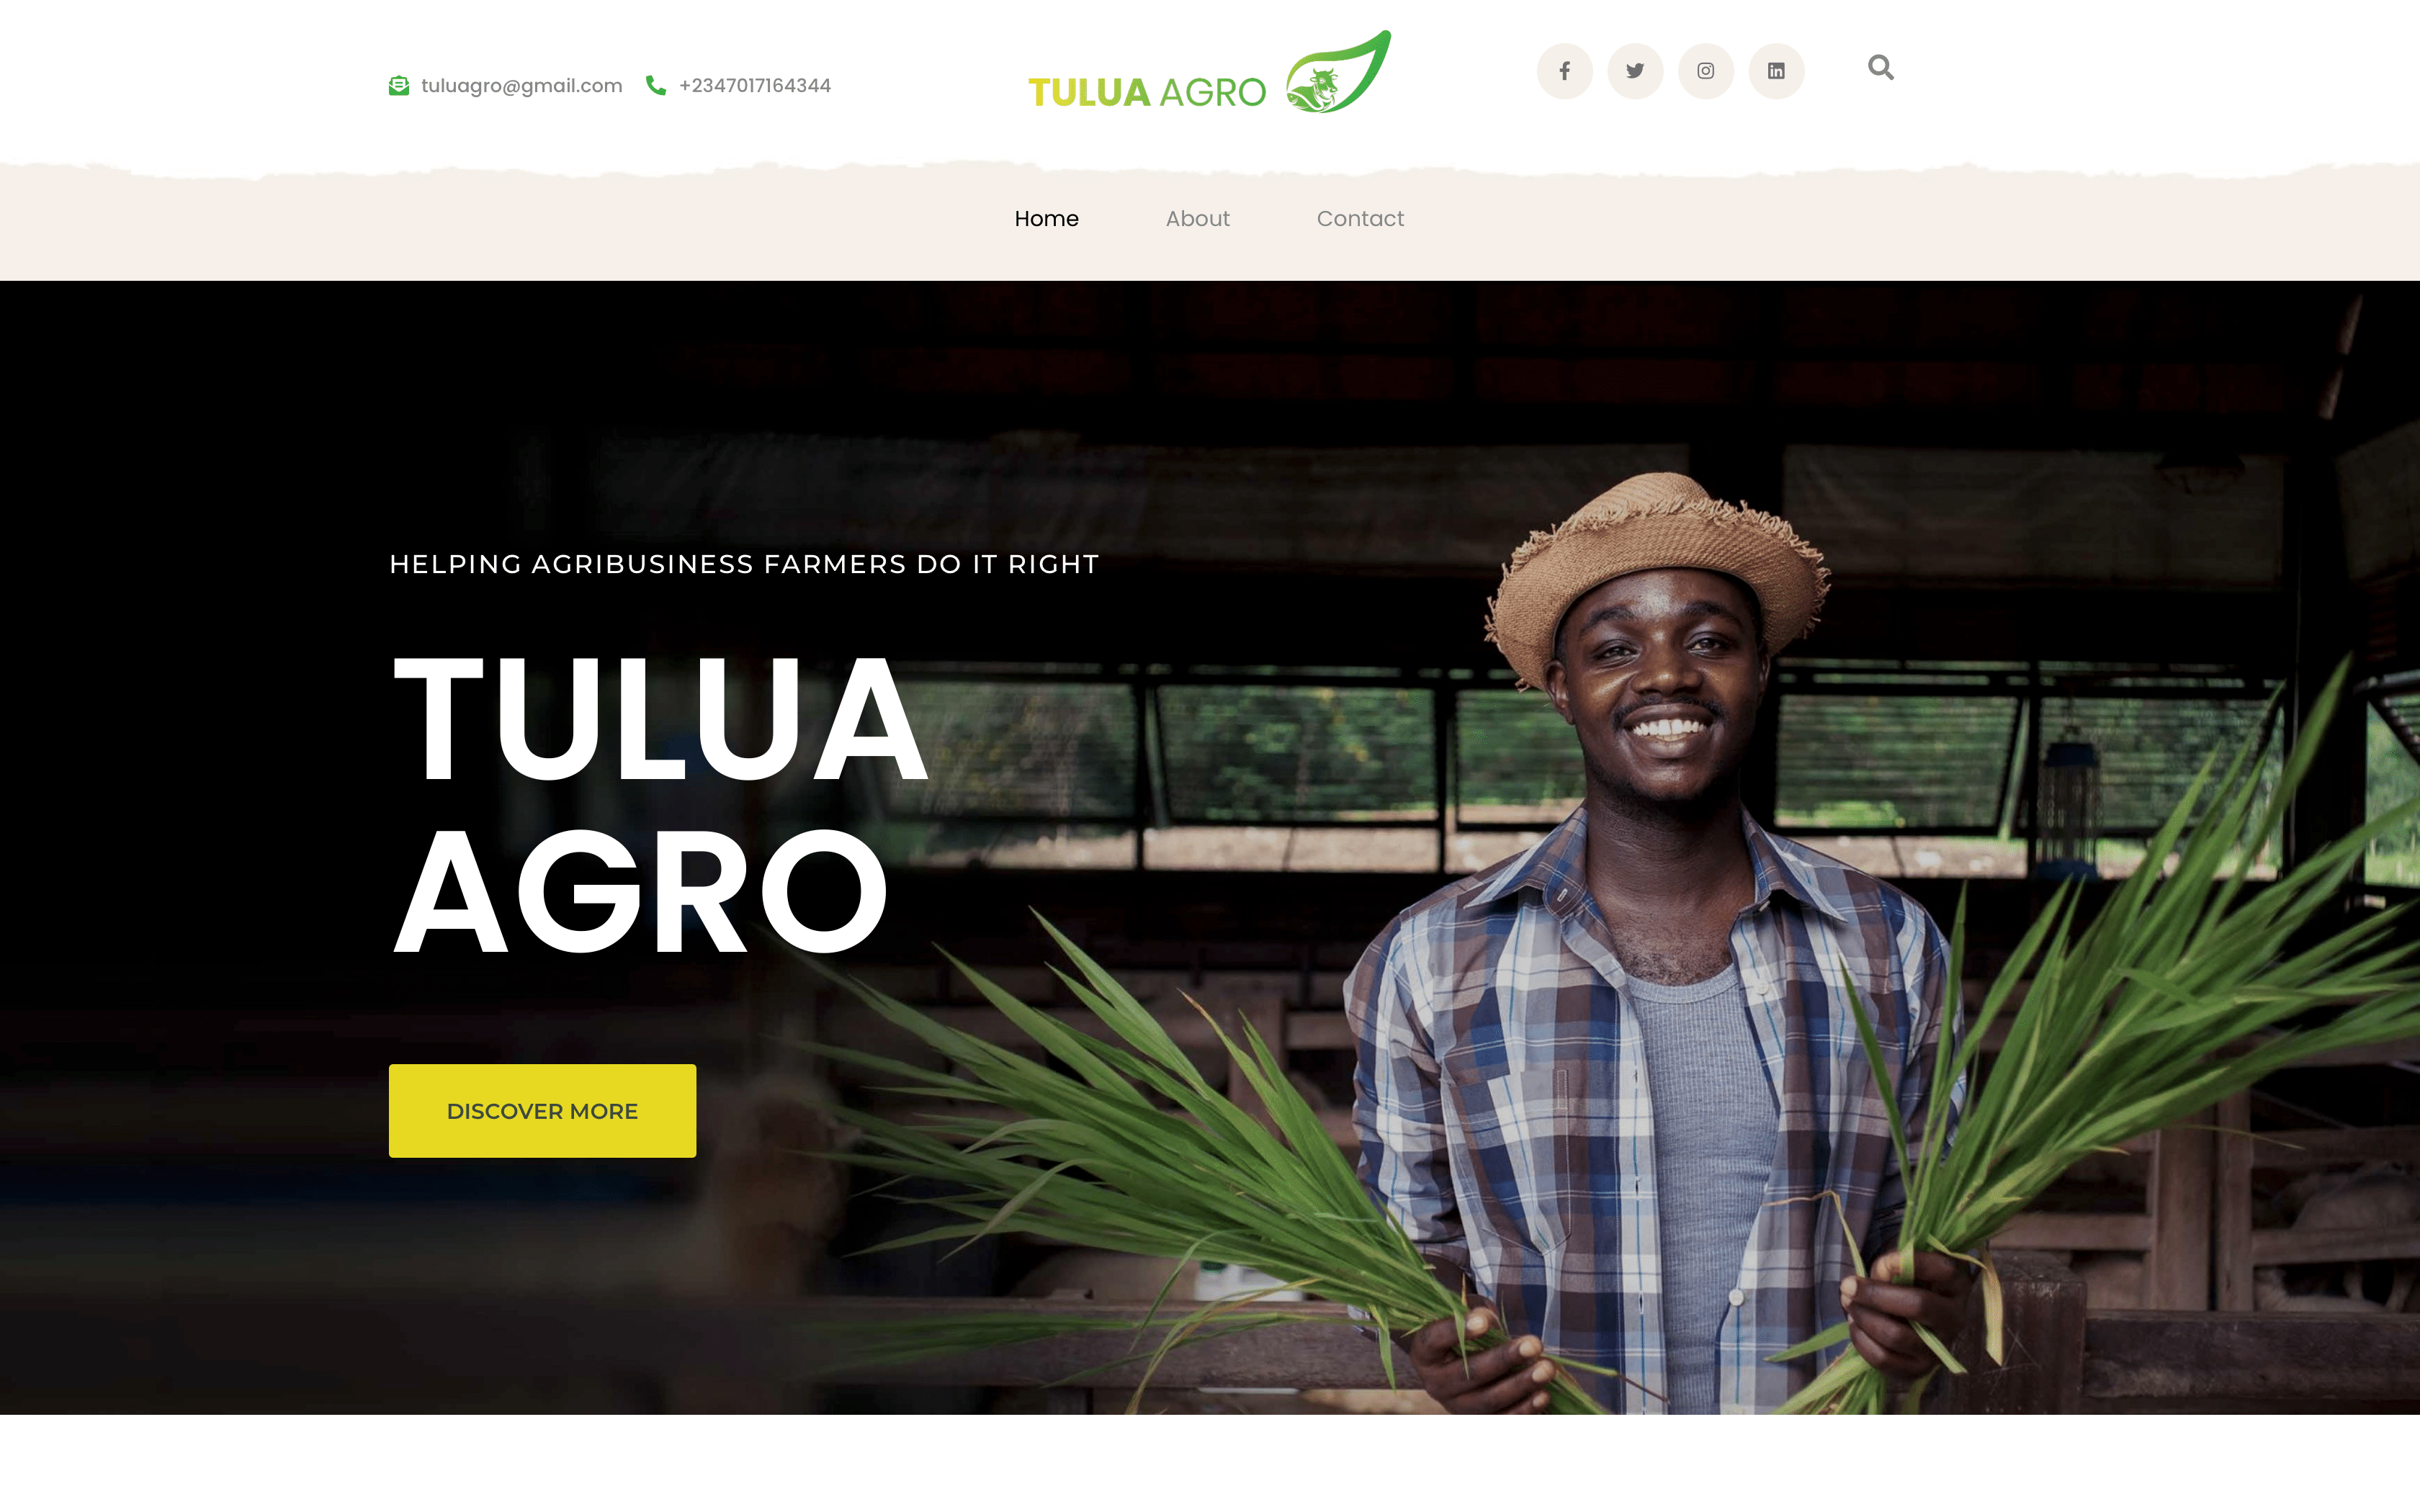 tuluagro@gmail.com
+2347017164344
TULUA AGRO
Home
About
Contact
HELPING AGRIBUSINESS FARMERS DO IT RIGHT
TULUA
AGRO
DISCOVER MORE